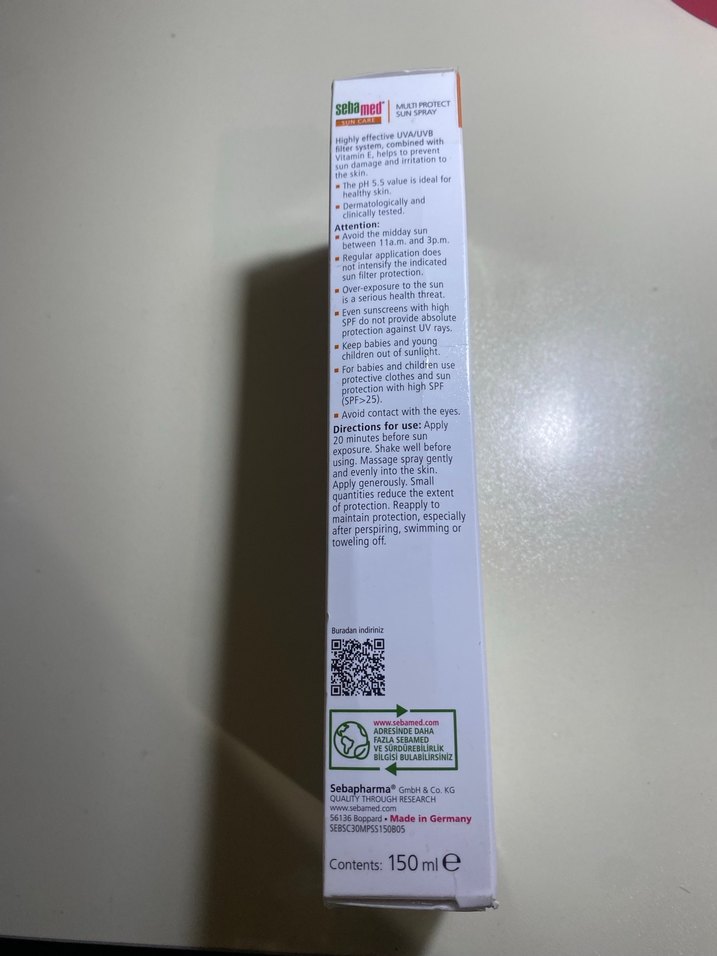 sebamed®
SUN CARE
MULTI PROTECT
SUN SPRAY
Highly effective UVA/UVB
filter system, combined with
Vitamin E, helps to prevent
sun damage and irritation to
the skin.
▪ The pH 5.5 value is ideal for
healthy skin.
▪ Dermatologically and
clinically tested.
Attention:
▪ Avoid the midday sun
between 11a.m. and 3p.m.
▪ Regular application does
not intensify the indicated
sun filter protection.
▪ Over-exposure to the sun
is a serious health threat.
▪ Even sunscreens with high
SPF do not provide absolute
protection against UV rays.
▪ Keep babies and young
children out of sunlight.
▪ For babies and children use
protective clothes and sun
protection with high SPF
(SPF>25).
▪ Avoid contact with the eyes.
Directions for use: Apply
20 minutes before sun
exposure. Shake well before
using. Massage spray gently
and evenly into the skin.
Apply generously. Small
quantities reduce the extent
of protection. Reapply to
maintain protection, especially
after perspiring, swimming or
toweling off.
Buradan indiriniz
www.sebamed.com
ADRESİNDE DAHA
FAZLA SEBAMED
VE SÜRDÜREBİLİRLİK
BİLGİSİ BULABİLİRSİNİZ
Sebapharma® GmbH & Co. KG
QUALITY THROUGH RESEARCH
www.sebamed.com
56136 Boppard • Made in Germany
SEBSC30MPSS150B05
Contents: 150 ml ℮